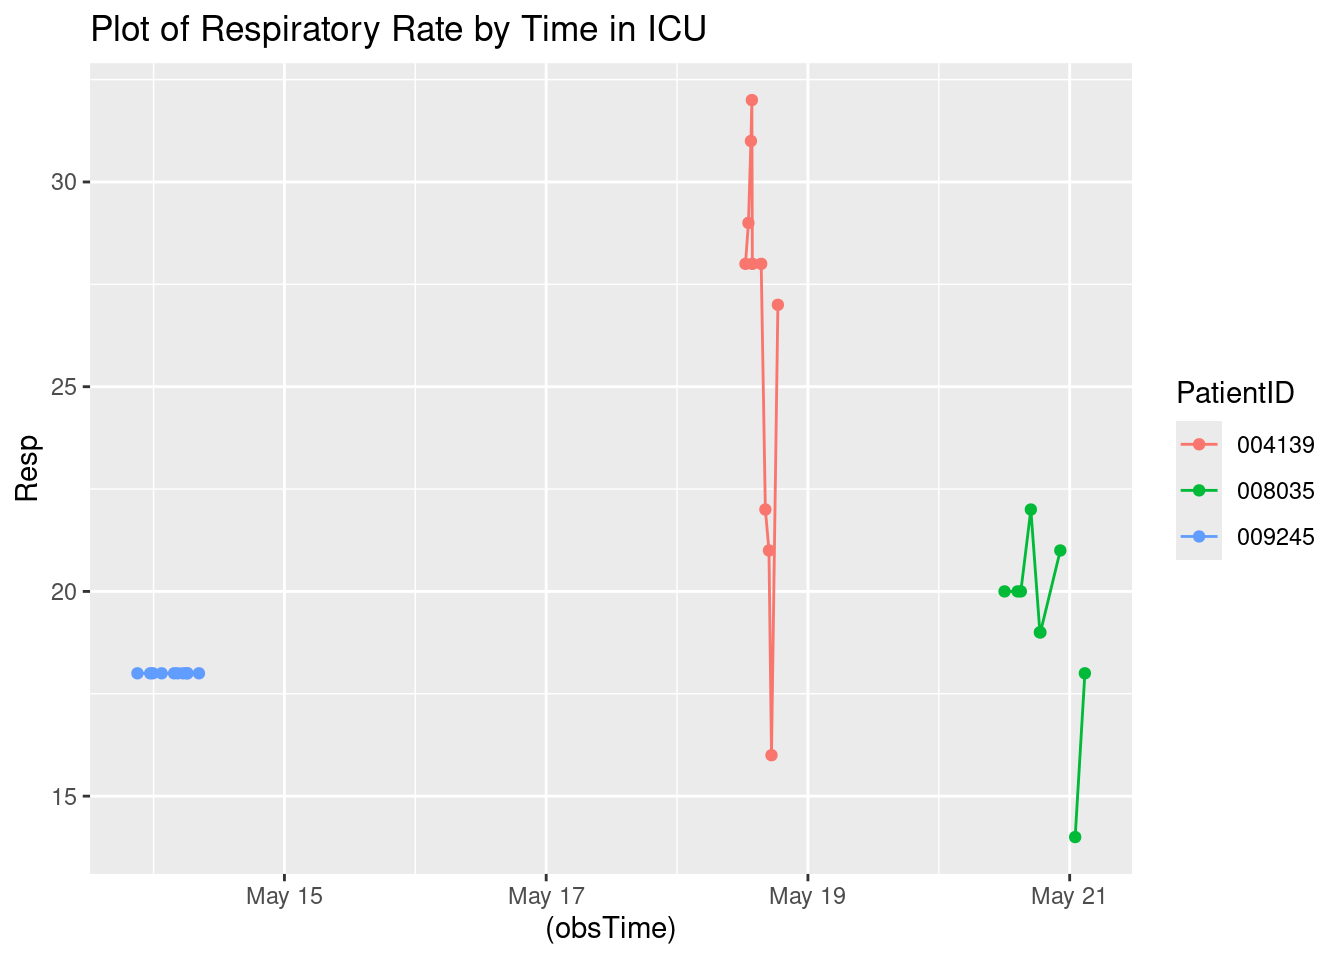 Plot of Respiratory Rate by Time in ICU
30
25
20
15
Resp
May 15
May 17
May 19
May 21
(obsTime)
PatientID
004139
008035
009245